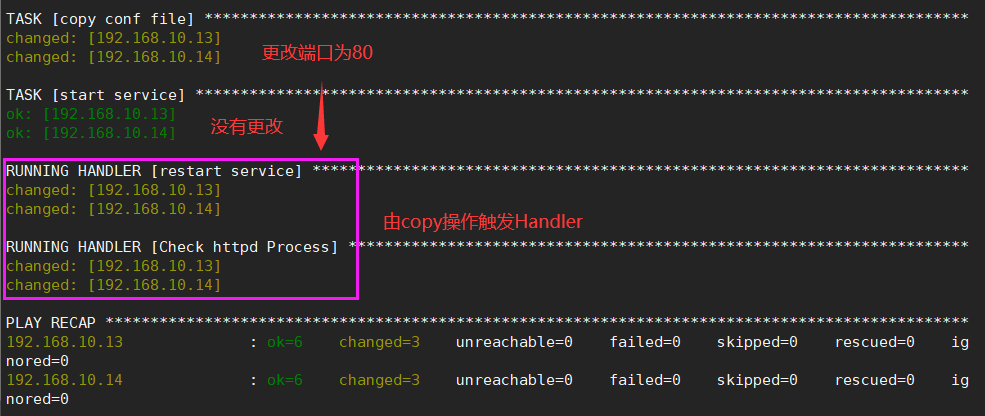 TASK [copy conf file] *************************************************************************************
changed: [192.168.10.13]
changed: [192.168.10.14]
更改端口为80
TASK [start service] **************************************************************************************
ok: [192.168.10.13]
ok: [192.168.10.14]
没有更改
RUNNING HANDLER [restart service] *************************************************************************
changed: [192.168.10.13]
changed: [192.168.10.14]
由copy操作触发Handler
RUNNING HANDLER [Check httpd Process] *********************************************************************
changed: [192.168.10.13]
changed: [192.168.10.14]
PLAY RECAP ************************************************************************************************
192.168.10.13              : ok=6    changed=3    unreachable=0    failed=0    skipped=0    rescued=0    ig
nored=0
192.168.10.14              : ok=6    changed=3    unreachable=0    failed=0    skipped=0    rescued=0    ig
nored=0